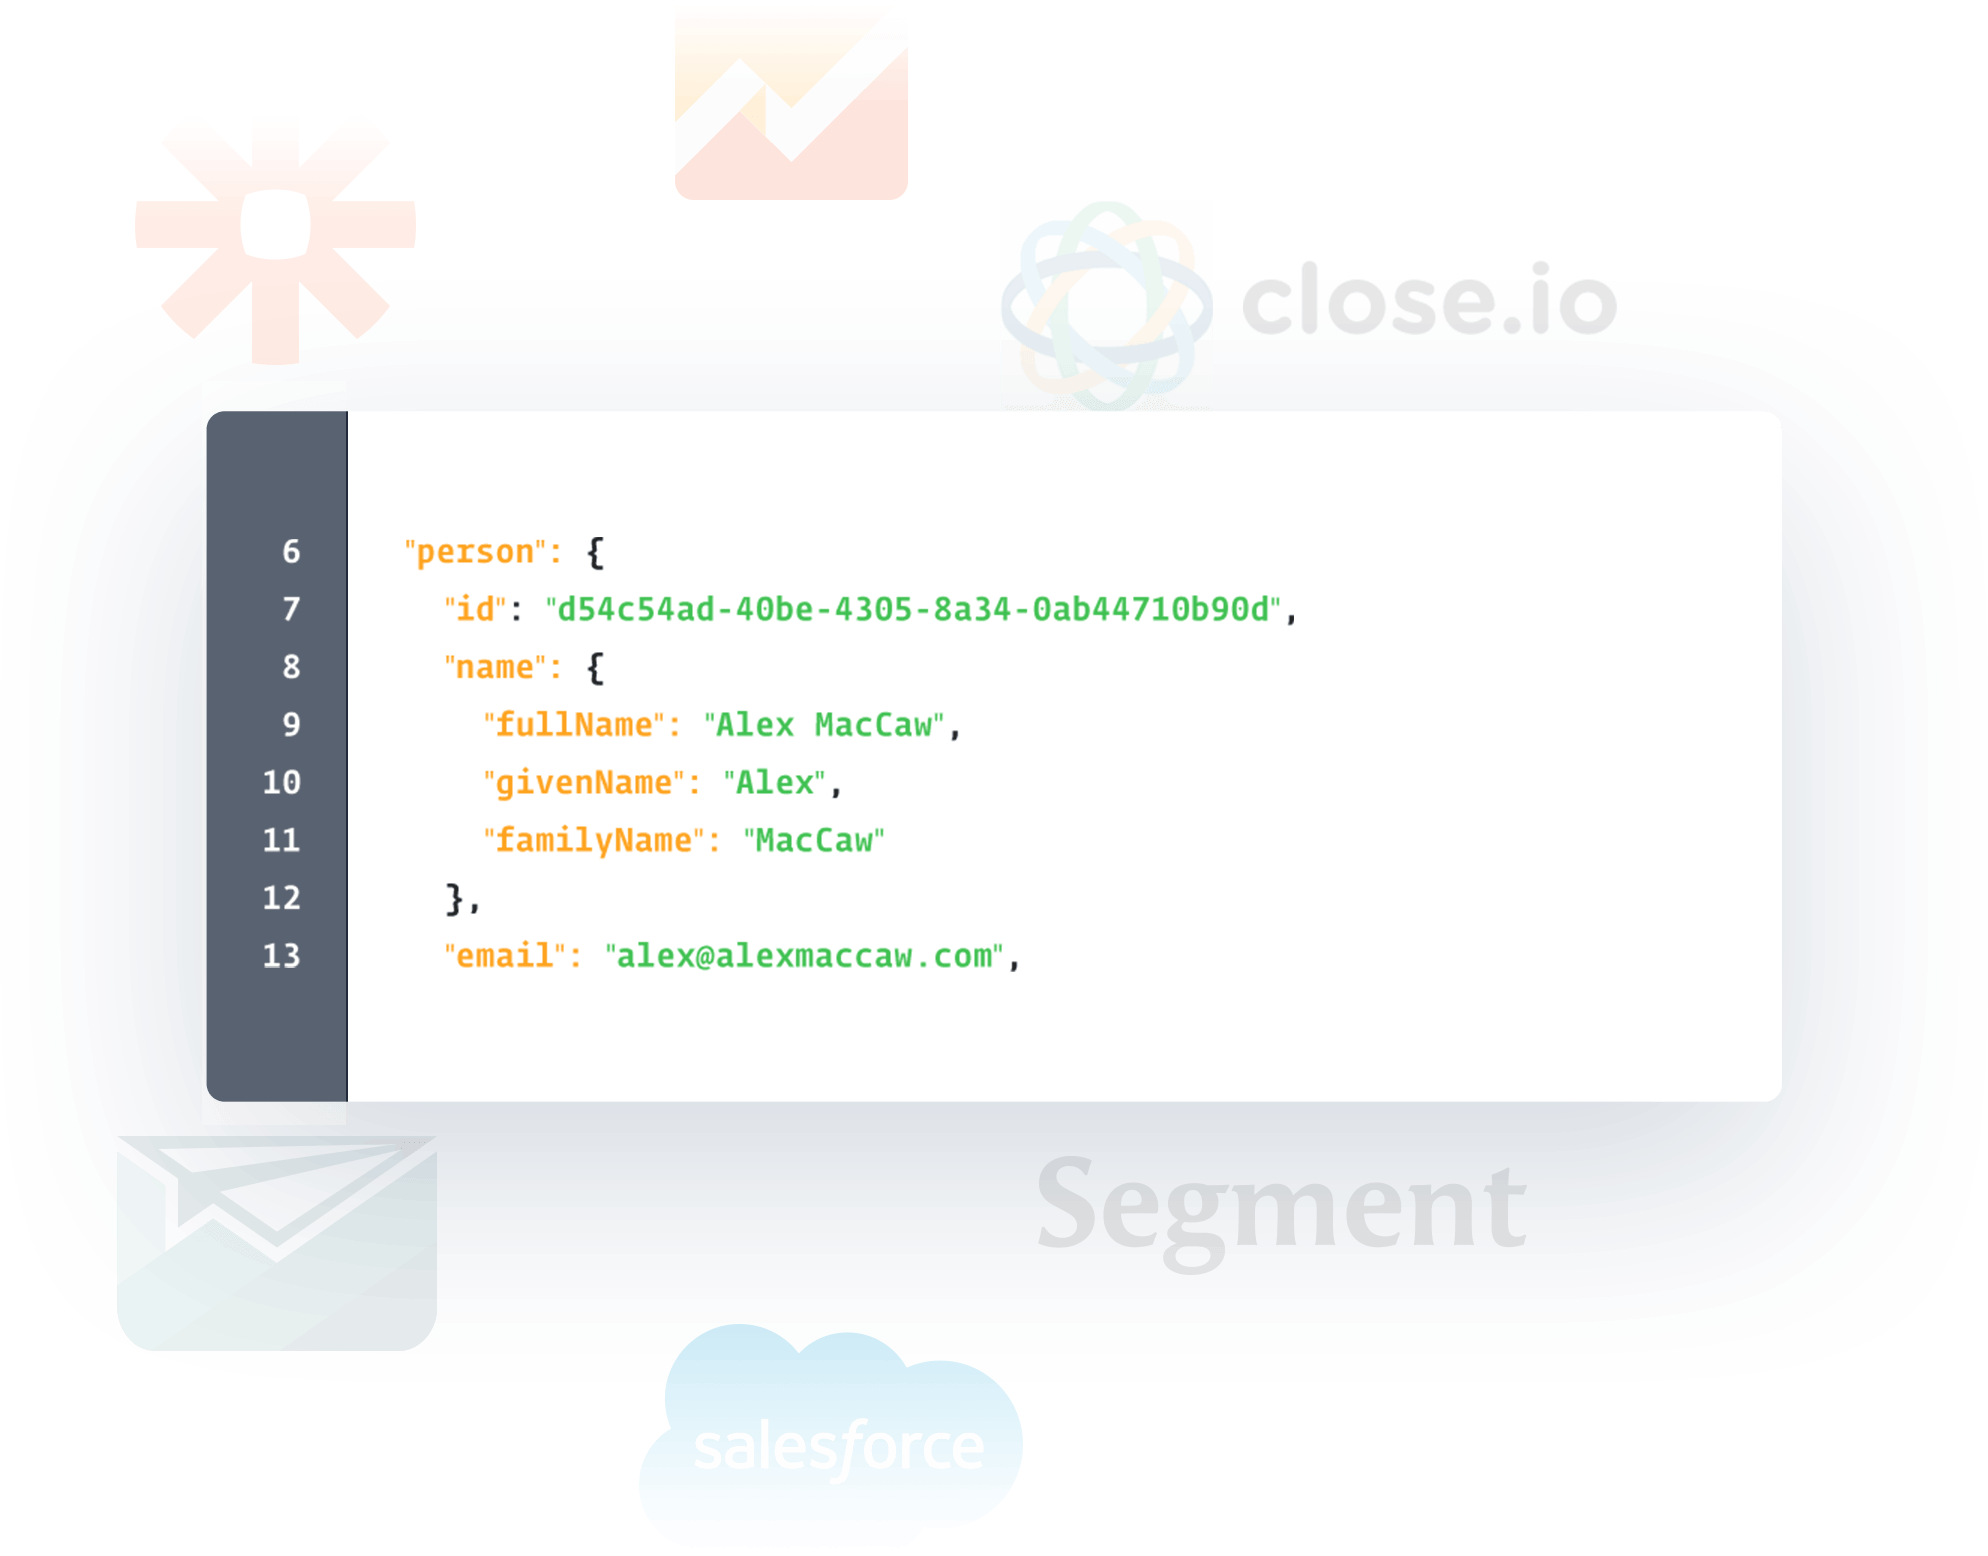 close.io
6 "person": {
7 "id": "d54c54ad-40be-4305-8a34-0ab44710b90d",
8 "name": {
9 "fullName": "Alex MacCaw",
10 "givenName": "Alex",
11 "familyName": "MacCaw"
12 },
13 "email": "alex@alexmaccaw.com",
Segment
salesforce